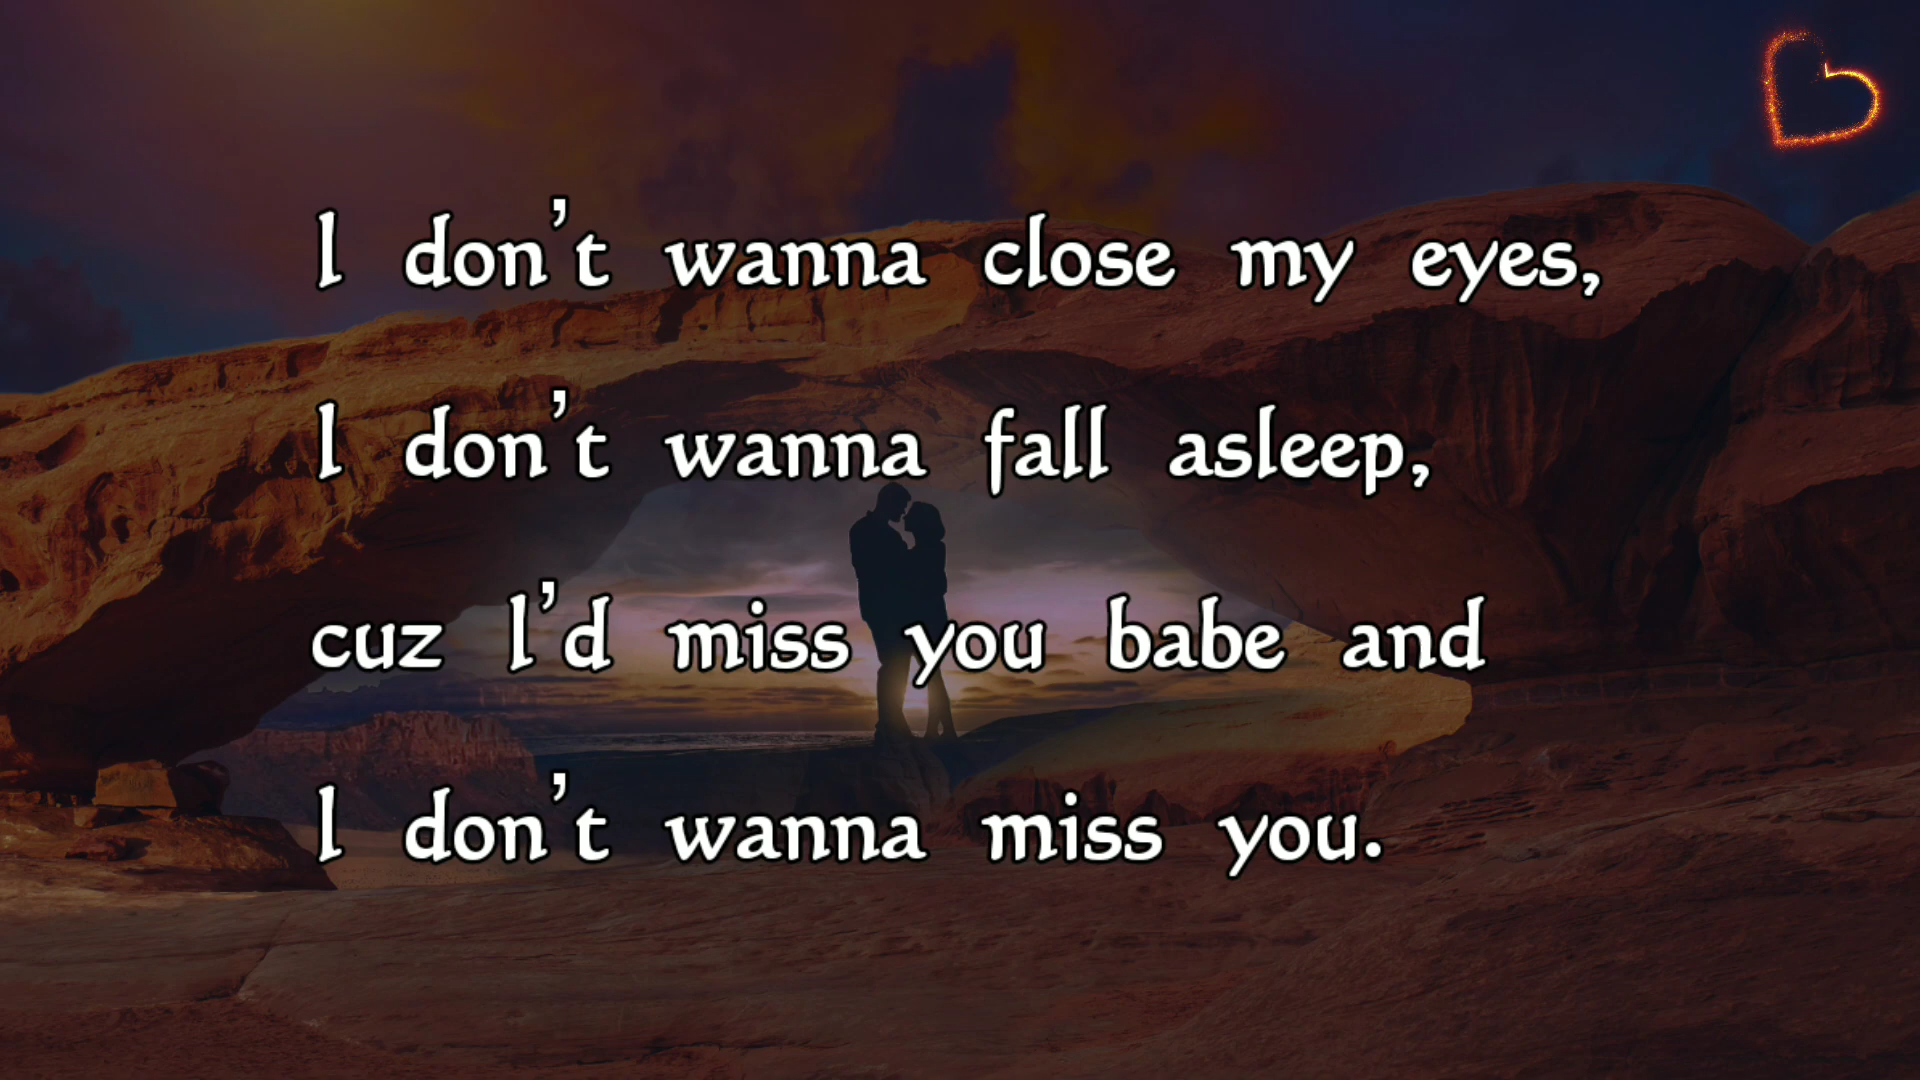 I don't wanna close my eyes,
I don't wanna fall asleep,
cuz I'd miss you babe and
I don't wanna miss you.